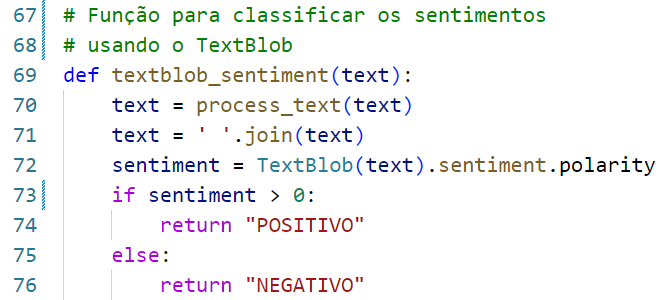 67 # Função para classificar os sentimentos
68 # usando o TextBlob
69 def textblob_sentiment(text):
70     text = process_text(text)
71     text = ' '.join(text)
72     sentiment = TextBlob(text).sentiment.polarity
73     if sentiment > 0:
74         return "POSITIVO"
75     else:
76         return "NEGATIVO"